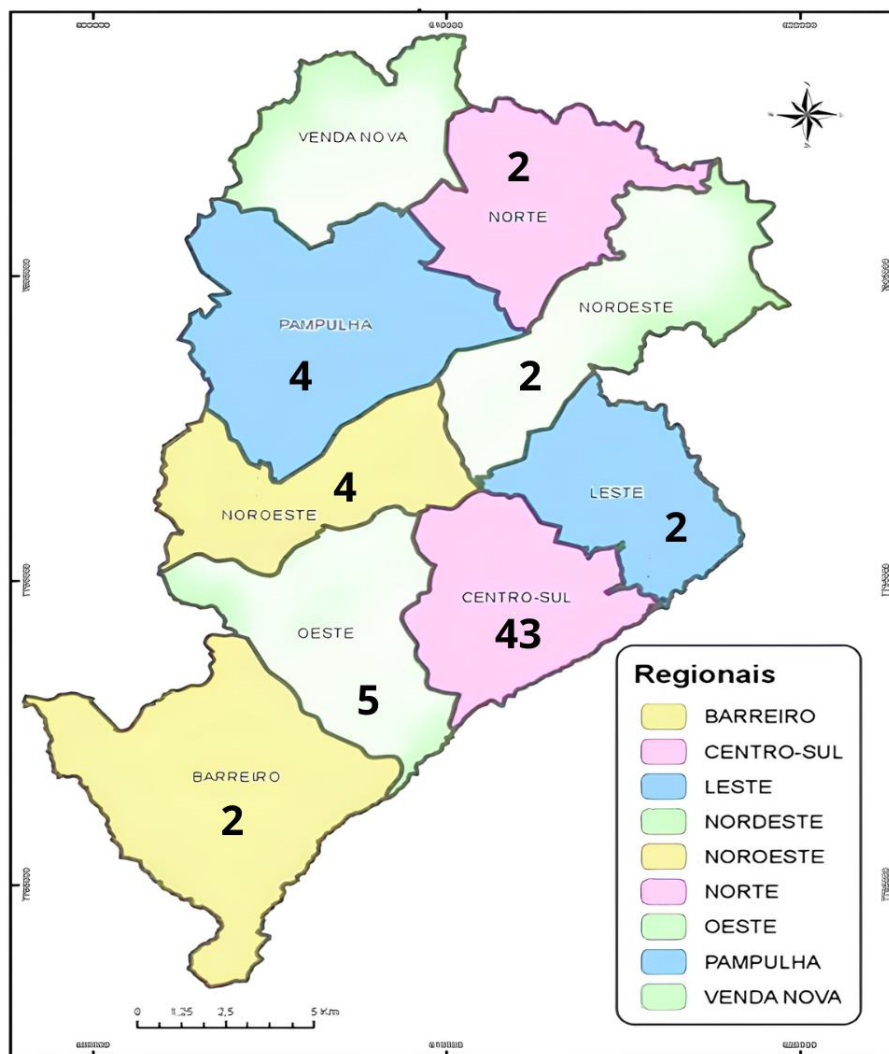 VENDA NOVA
2
NORTE
NORDESTE
PAMPULHA
4
2
4
NOROESTE
LESTE
2
CENTRO-SUL
43
OESTE
5
BARREIRO
2
Regionais
BARREIRO
CENTRO-SUL
LESTE
NORDESTE
NOROESTE
NORTE
OESTE
PAMPULHA
VENDA NOVA
0 1,25 2,5 5 Km